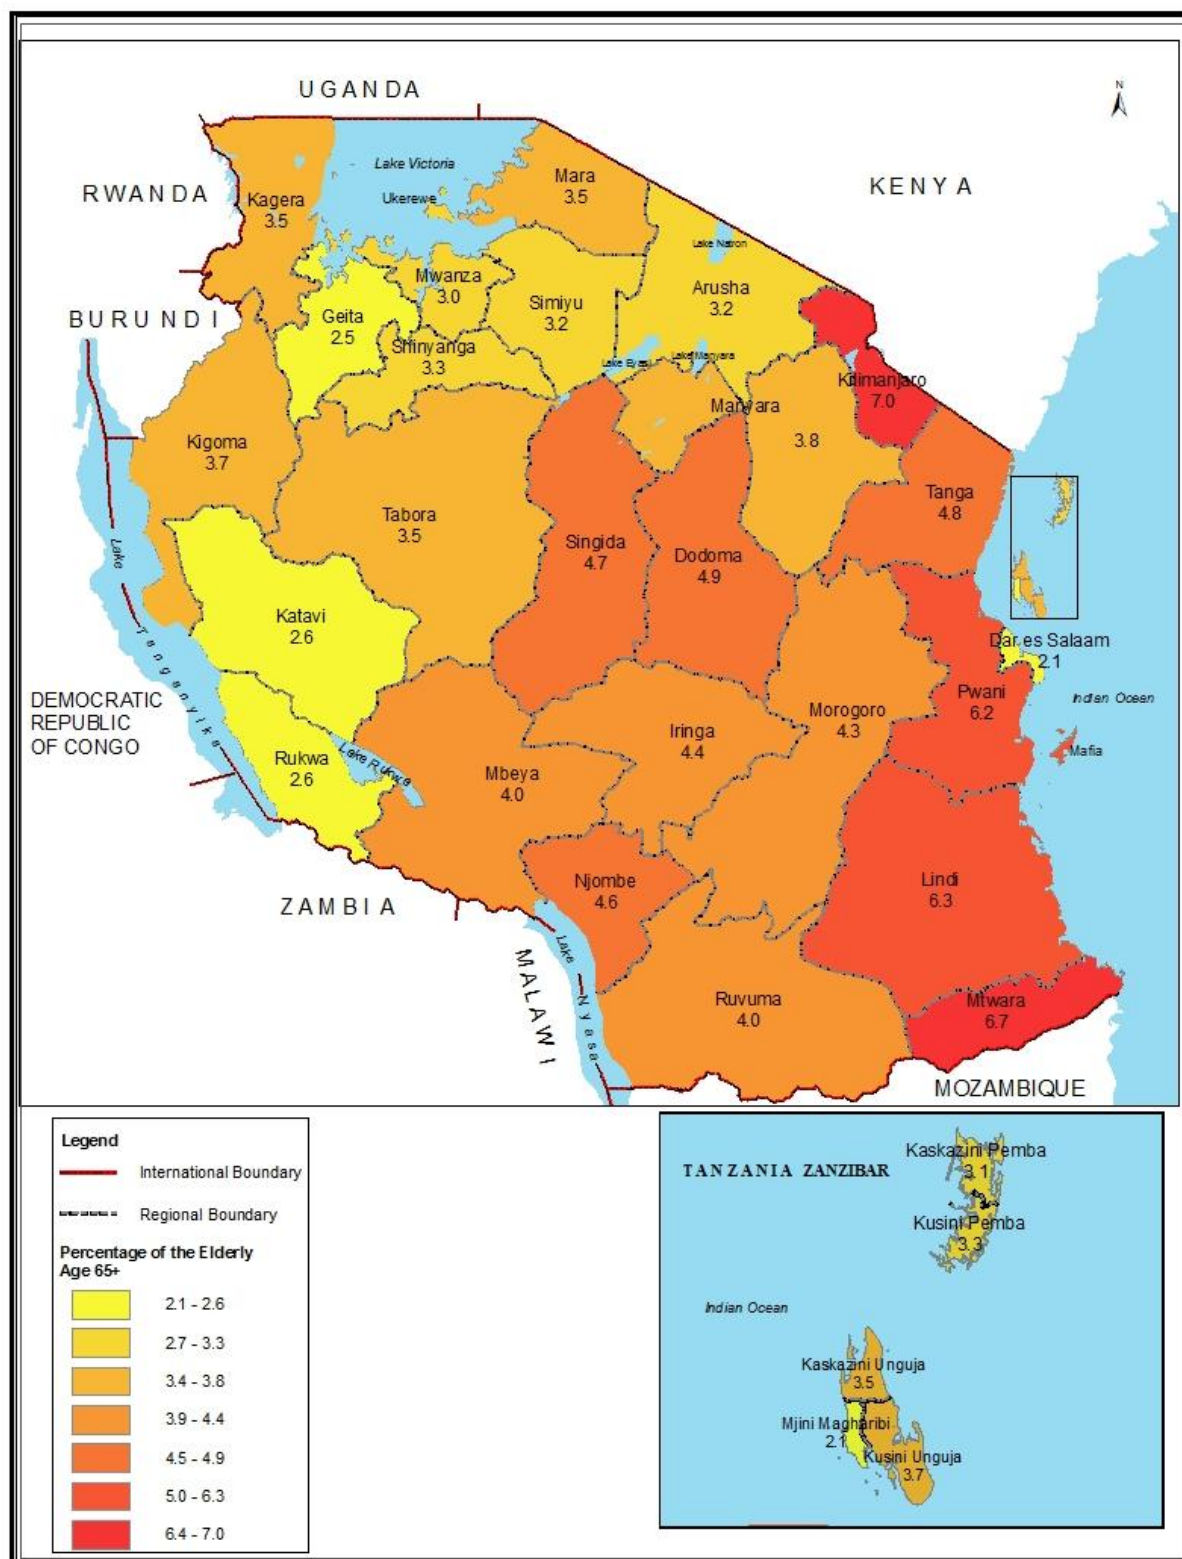 N
UGANDA
Lake Victoria
RWANDA
Kagera
3.5
Ukerewe
Mara
3.5
KENYA
Lake Natron
Mwanza
3.0
Simiyu
3.2
Arusha
3.2
BURUNDI
Geita
2.5
Shinyanga
3.3
Lake Eyasi
Lake Manyara
Kilimanjaro
7.0
Manyara
3.8
Kigoma
3.7
Tabora
3.5
Singida
4.7
Dodoma
4.9
Tanga
4.8
Lake Tanganyika
Katavi
2.6
Dar es Salaam
2.1
DEMOCRATIC
REPUBLIC
OF CONGO
Pwani
6.2
Indian Ocean
Morogoro
4.3
Iringa
4.4
Mafia
Rukwa
2.6
Lake Rukwa
Mbeya
4.0
ZAMBIA
Njombe
4.6
Lindi
6.3
MALAWI
Lake Nyasa
Ruvuma
4.0
Mtwara
6.7
MOZAMBIQUE
Legend
International Boundary
Regional Boundary
Percentage of the Elderly
Age 65+
2.1 - 2.6
2.7 - 3.3
3.4 - 3.8
3.9 - 4.4
4.5 - 4.9
5.0 - 6.3
6.4 - 7.0
TANZANIA ZANZIBAR
Kaskazini Pemba
3.1
Kusini Pemba
3.3
Indian Ocean
Kaskazini Unguja
3.5
Mjini Magharibi
2.1
Kusini Unguja
3.7